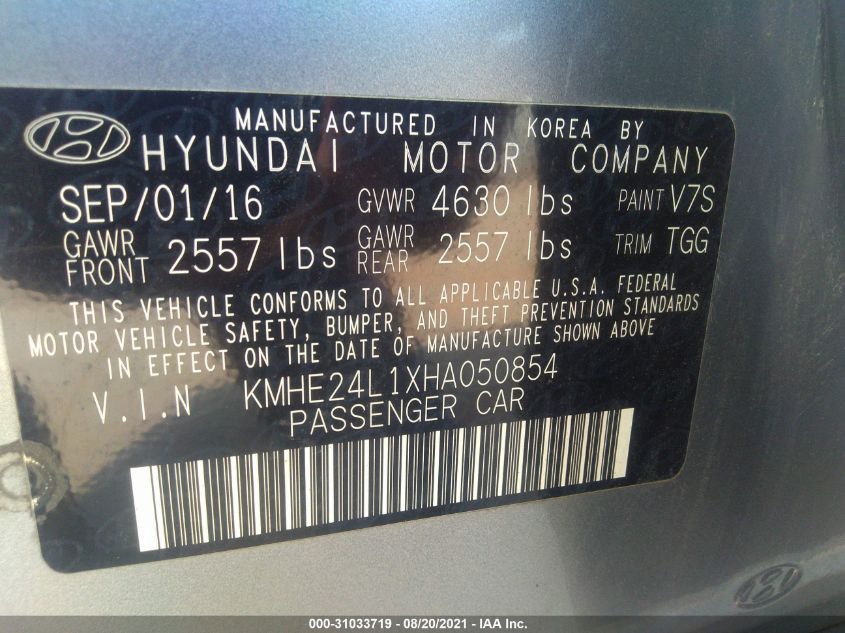 MANUFACTURED IN KOREA BY
HYUNDAI MOTOR COMPANY
SEP/01/16 GVWR 4630 lbs PAINT V7S
GAWR FRONT 2557 lbs GAWR REAR 2557 lbs TRIM TGG
THIS VEHICLE CONFORMS TO ALL APPLICABLE U.S.A. FEDERAL
MOTOR VEHICLE SAFETY, BUMPER, AND THEFT PREVENTION STANDARDS
IN EFFECT ON THE DATE OF MANUFACTURE SHOWN ABOVE
V.I.N KMHE24L1XHA050854
PASSENGER CAR
000-31033719 - 08/20/2021 - IAA Inc.